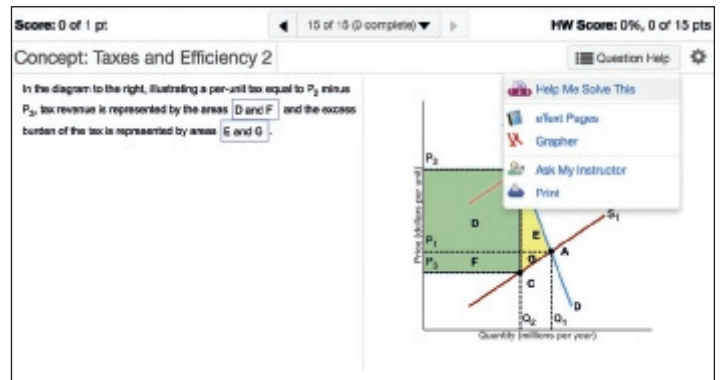 Score: 0 of 1 pt
15 of 15 (0 complete)
HW Score: 0%, 0 of 15 pts
Concept: Taxes and Efficiency 2
Question Help
In the diagram to the right, illustrating a per-unit tax equal to P₂ minus
P₃, tax revenue is represented by the areas D and F and the excess
burden of the tax is represented by areas E and G.
Help Me Solve This
eText Pages
Grapher
Ask My Instructor
Print
Price (dollars per unit)
P₂
P₁
P₃
D
F
E
G
A
C
S₁
D
Q₂
Q₁
Quantity (millions per year)